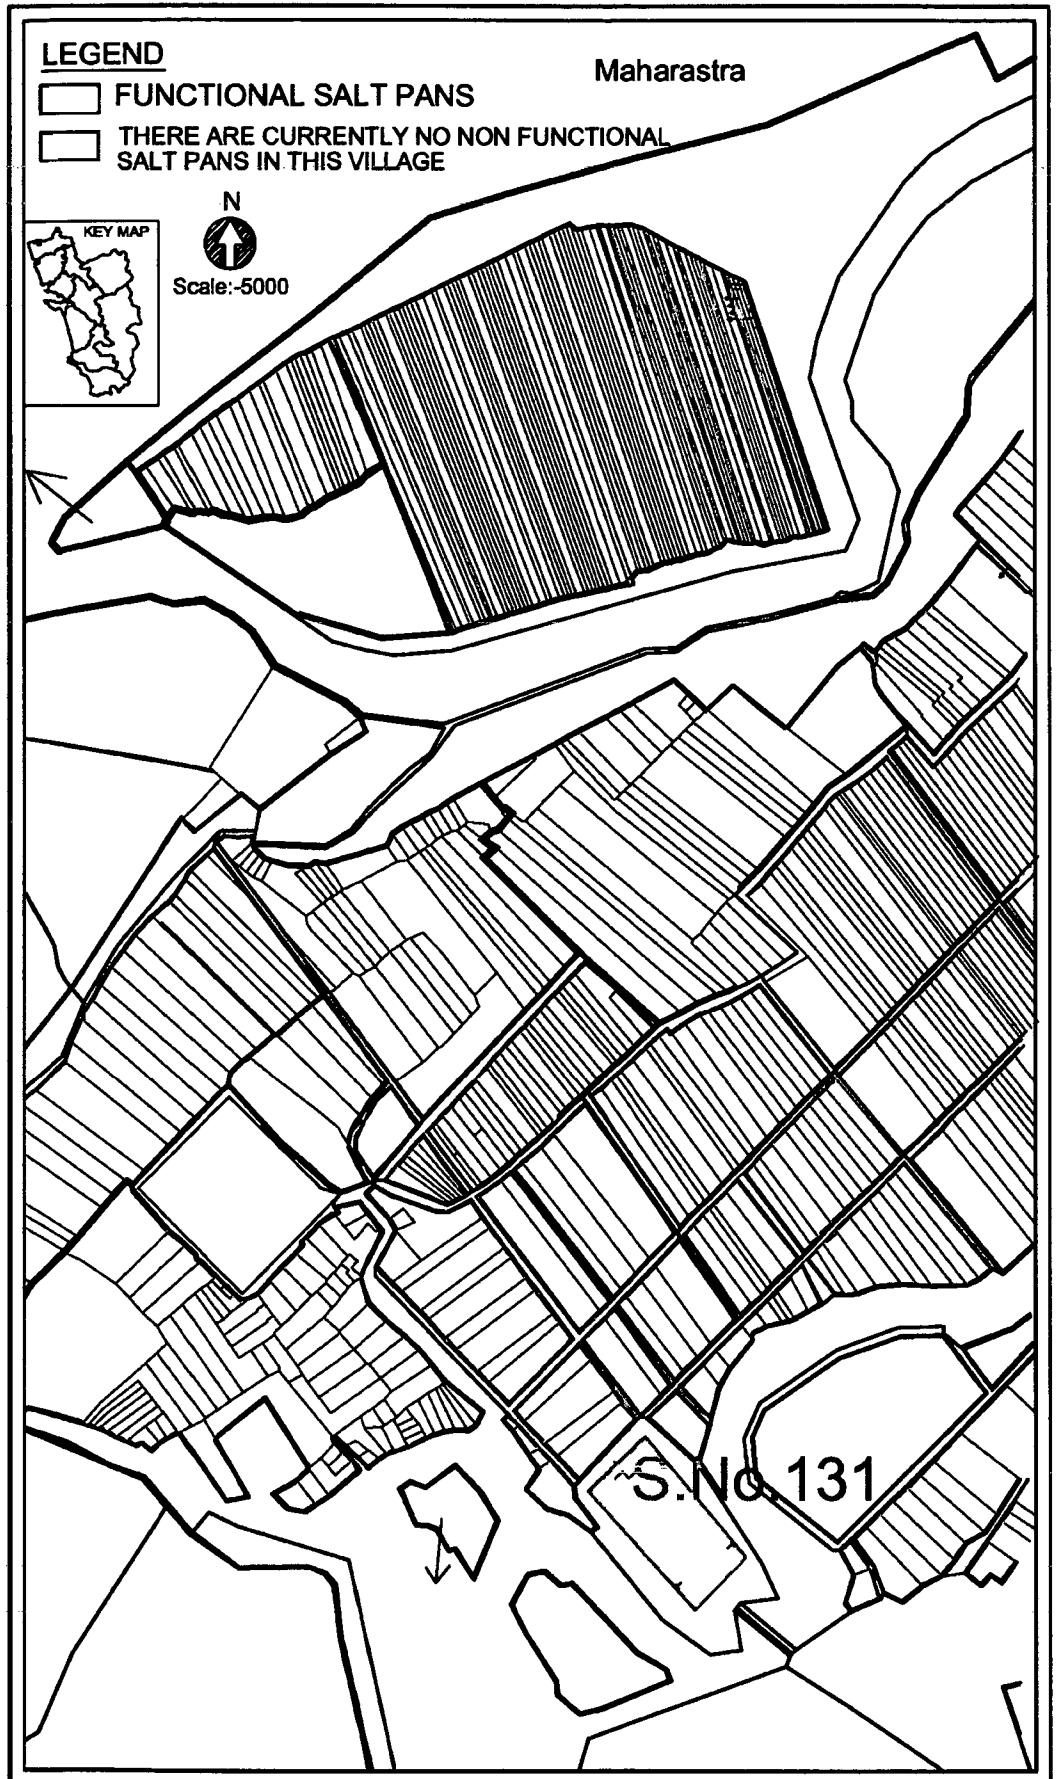 LEGEND
Maharastra
FUNCTIONAL SALT PANS
THERE ARE CURRENTLY NO NON FUNCTIONAL
SALT PANS IN THIS VILLAGE
N
KEY MAP
Scale:-5000
S.No.131